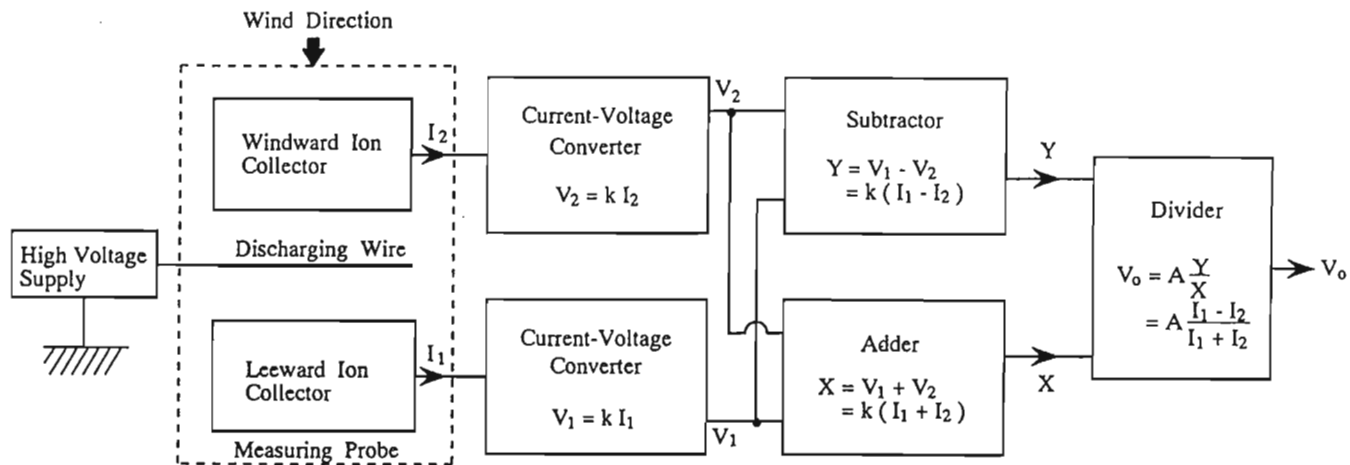 Wind Direction
Windward Ion
Collector
I₂
Current-Voltage
Converter
V₂ = k I₂
V₂
Subtractor
Y = V₁ - V₂
= k ( I₁ - I₂ )
Y
High Voltage
Supply
Discharging Wire
Leeward Ion
Collector
I₁
Measuring Probe
Current-Voltage
Converter
V₁ = k I₁
V₁
Adder
X = V₁ + V₂
= k ( I₁ + I₂ )
X
Divider
Vₒ = A Y/X
= A (I₁ - I₂)/(I₁ + I₂)
Vₒ